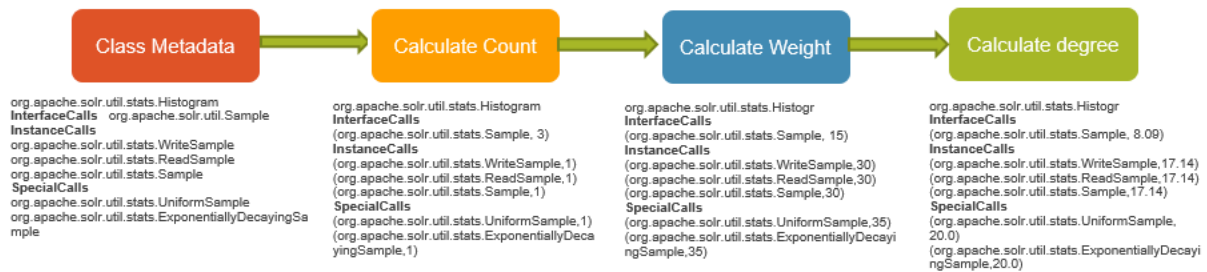 Class Metadata
Calculate Count
Calculate Weight
Calculate degree
org.apache.solr.util.stats.Histogram
InterfaceCalls org.apache.solr.util.Sample
InstanceCalls
org.apache.solr.util.stats.WriteSample
org.apache.solr.util.stats.ReadSample
org.apache.solr.util.stats.Sample
SpecialCalls
org.apache.solr.util.stats.UniformSample
org.apache.solr.util.stats.ExponentiallyDecayingSa
mple
org.apache.solr.util.stats.Histogram
InterfaceCalls
(org.apache.solr.util.stats.Sample, 3)
InstanceCalls
(org.apache.solr.util.stats.WriteSample,1)
(org.apache.solr.util.stats.ReadSample,1)
(org.apache.solr.util.stats.Sample,1)
SpecialCalls
(org.apache.solr.util.stats.UniformSample,1)
(org.apache.solr.util.stats.ExponentiallyDeca
yingSample,1)
org.apache.solr.util.stats.Histogr
InterfaceCalls
(org.apache.solr.util.stats.Sample, 15)
InstanceCalls
(org.apache.solr.util.stats.WriteSample,30)
(org.apache.solr.util.stats.ReadSample,30)
(org.apache.solr.util.stats.Sample,30)
SpecialCalls
(org.apache.solr.util.stats.UniformSample,35)
(org.apache.solr.util.stats.ExponentiallyDecayi
ngSample,35)
org.apache.solr.util.stats.Histogr
InterfaceCalls
(org.apache.solr.util.stats.Sample, 8.09)
InstanceCalls
(org.apache.solr.util.stats.WriteSample,17.14)
(org.apache.solr.util.stats.ReadSample,17.14)
(org.apache.solr.util.stats.Sample,17.14)
SpecialCalls
(org.apache.solr.util.stats.UniformSample,
20.0)
(org.apache.solr.util.stats.ExponentiallyDecayi
ngSample,20.0)